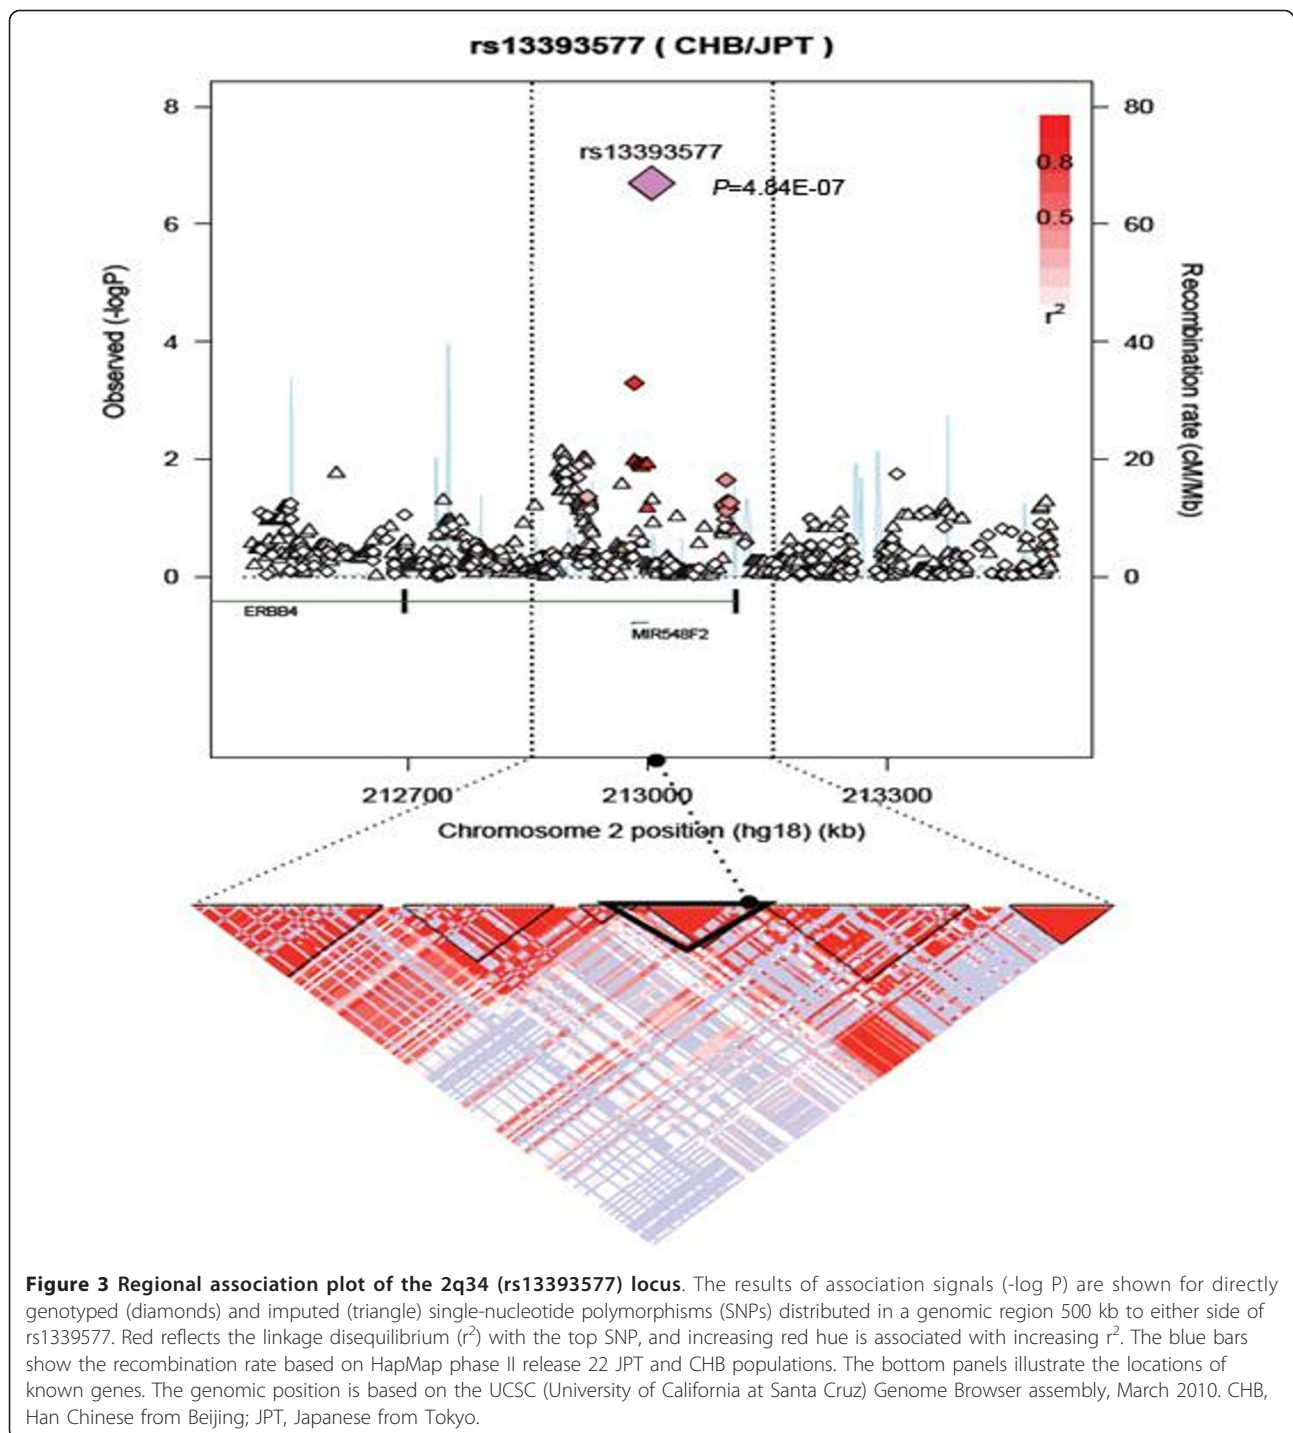 rs13393577 ( CHB/JPT )
8
6
4
2
0
Observed (-logP)
rs13393577
P=4.84E-07
0.8
0.5
r²
80
60
40
20
0
Recombination rate (cM/Mb)
ERBB4
MIR548F2
212700
213000
213300
Chromosome 2 position (hg18) (kb)
Figure 3 Regional association plot of the 2q34 (rs13393577) locus. The results of association signals (-log P) are shown for directly
genotyped (diamonds) and imputed (triangle) single-nucleotide polymorphisms (SNPs) distributed in a genomic region 500 kb to either side of
rs1339577. Red reflects the linkage disequilibrium (r²) with the top SNP, and increasing red hue is associated with increasing r². The blue bars
show the recombination rate based on HapMap phase II release 22 JPT and CHB populations. The bottom panels illustrate the locations of
known genes. The genomic position is based on the UCSC (University of California at Santa Cruz) Genome Browser assembly, March 2010. CHB,
Han Chinese from Beijing; JPT, Japanese from Tokyo.